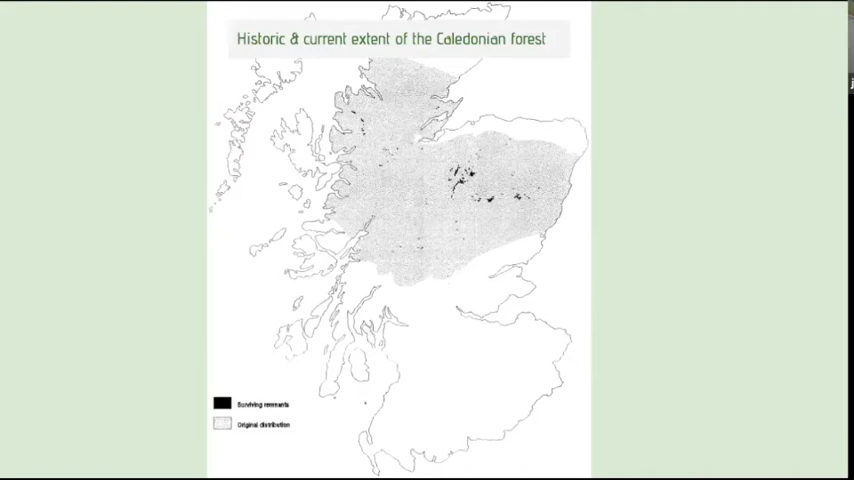 Historic & current extent of the Caledonian forest
Surviving remnants
Original distribution